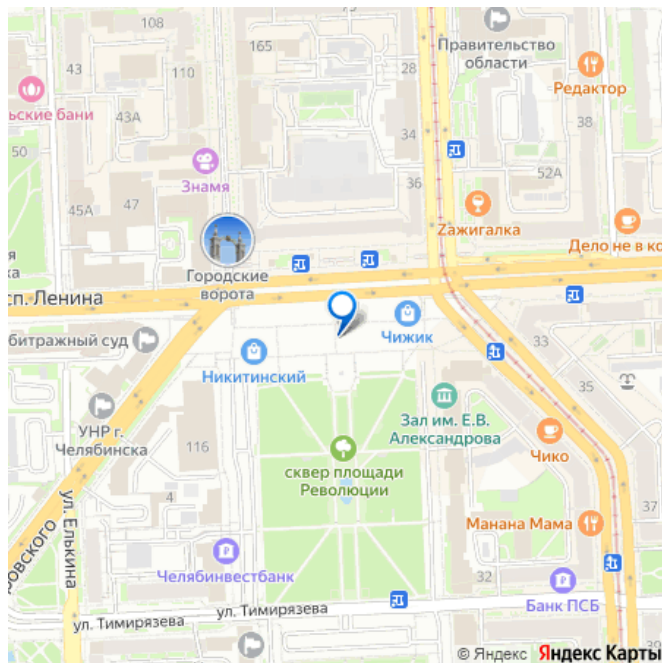 108
165
28
Правительство
области
43
110
Редактор
ьские бани
43А
34
38
50
Знамя
36
52А
45А
47
Zажигалка
я
ка
Городские
ворота
Дело не в ко
сп. Ленина
Чижик
битражный суд
33
Никитинский
35
УНР г.
Челябинска
Зал им. Е.В.
Александрова
116
Чико
сквер площади
Революции
4
37
ул. Елькина
ровского
Манана Мама
Челябинвестбанк
32
Банк ПСБ
ул. Тимирязева
ул. Тимирязева
© Яндекс Яндекс Карты